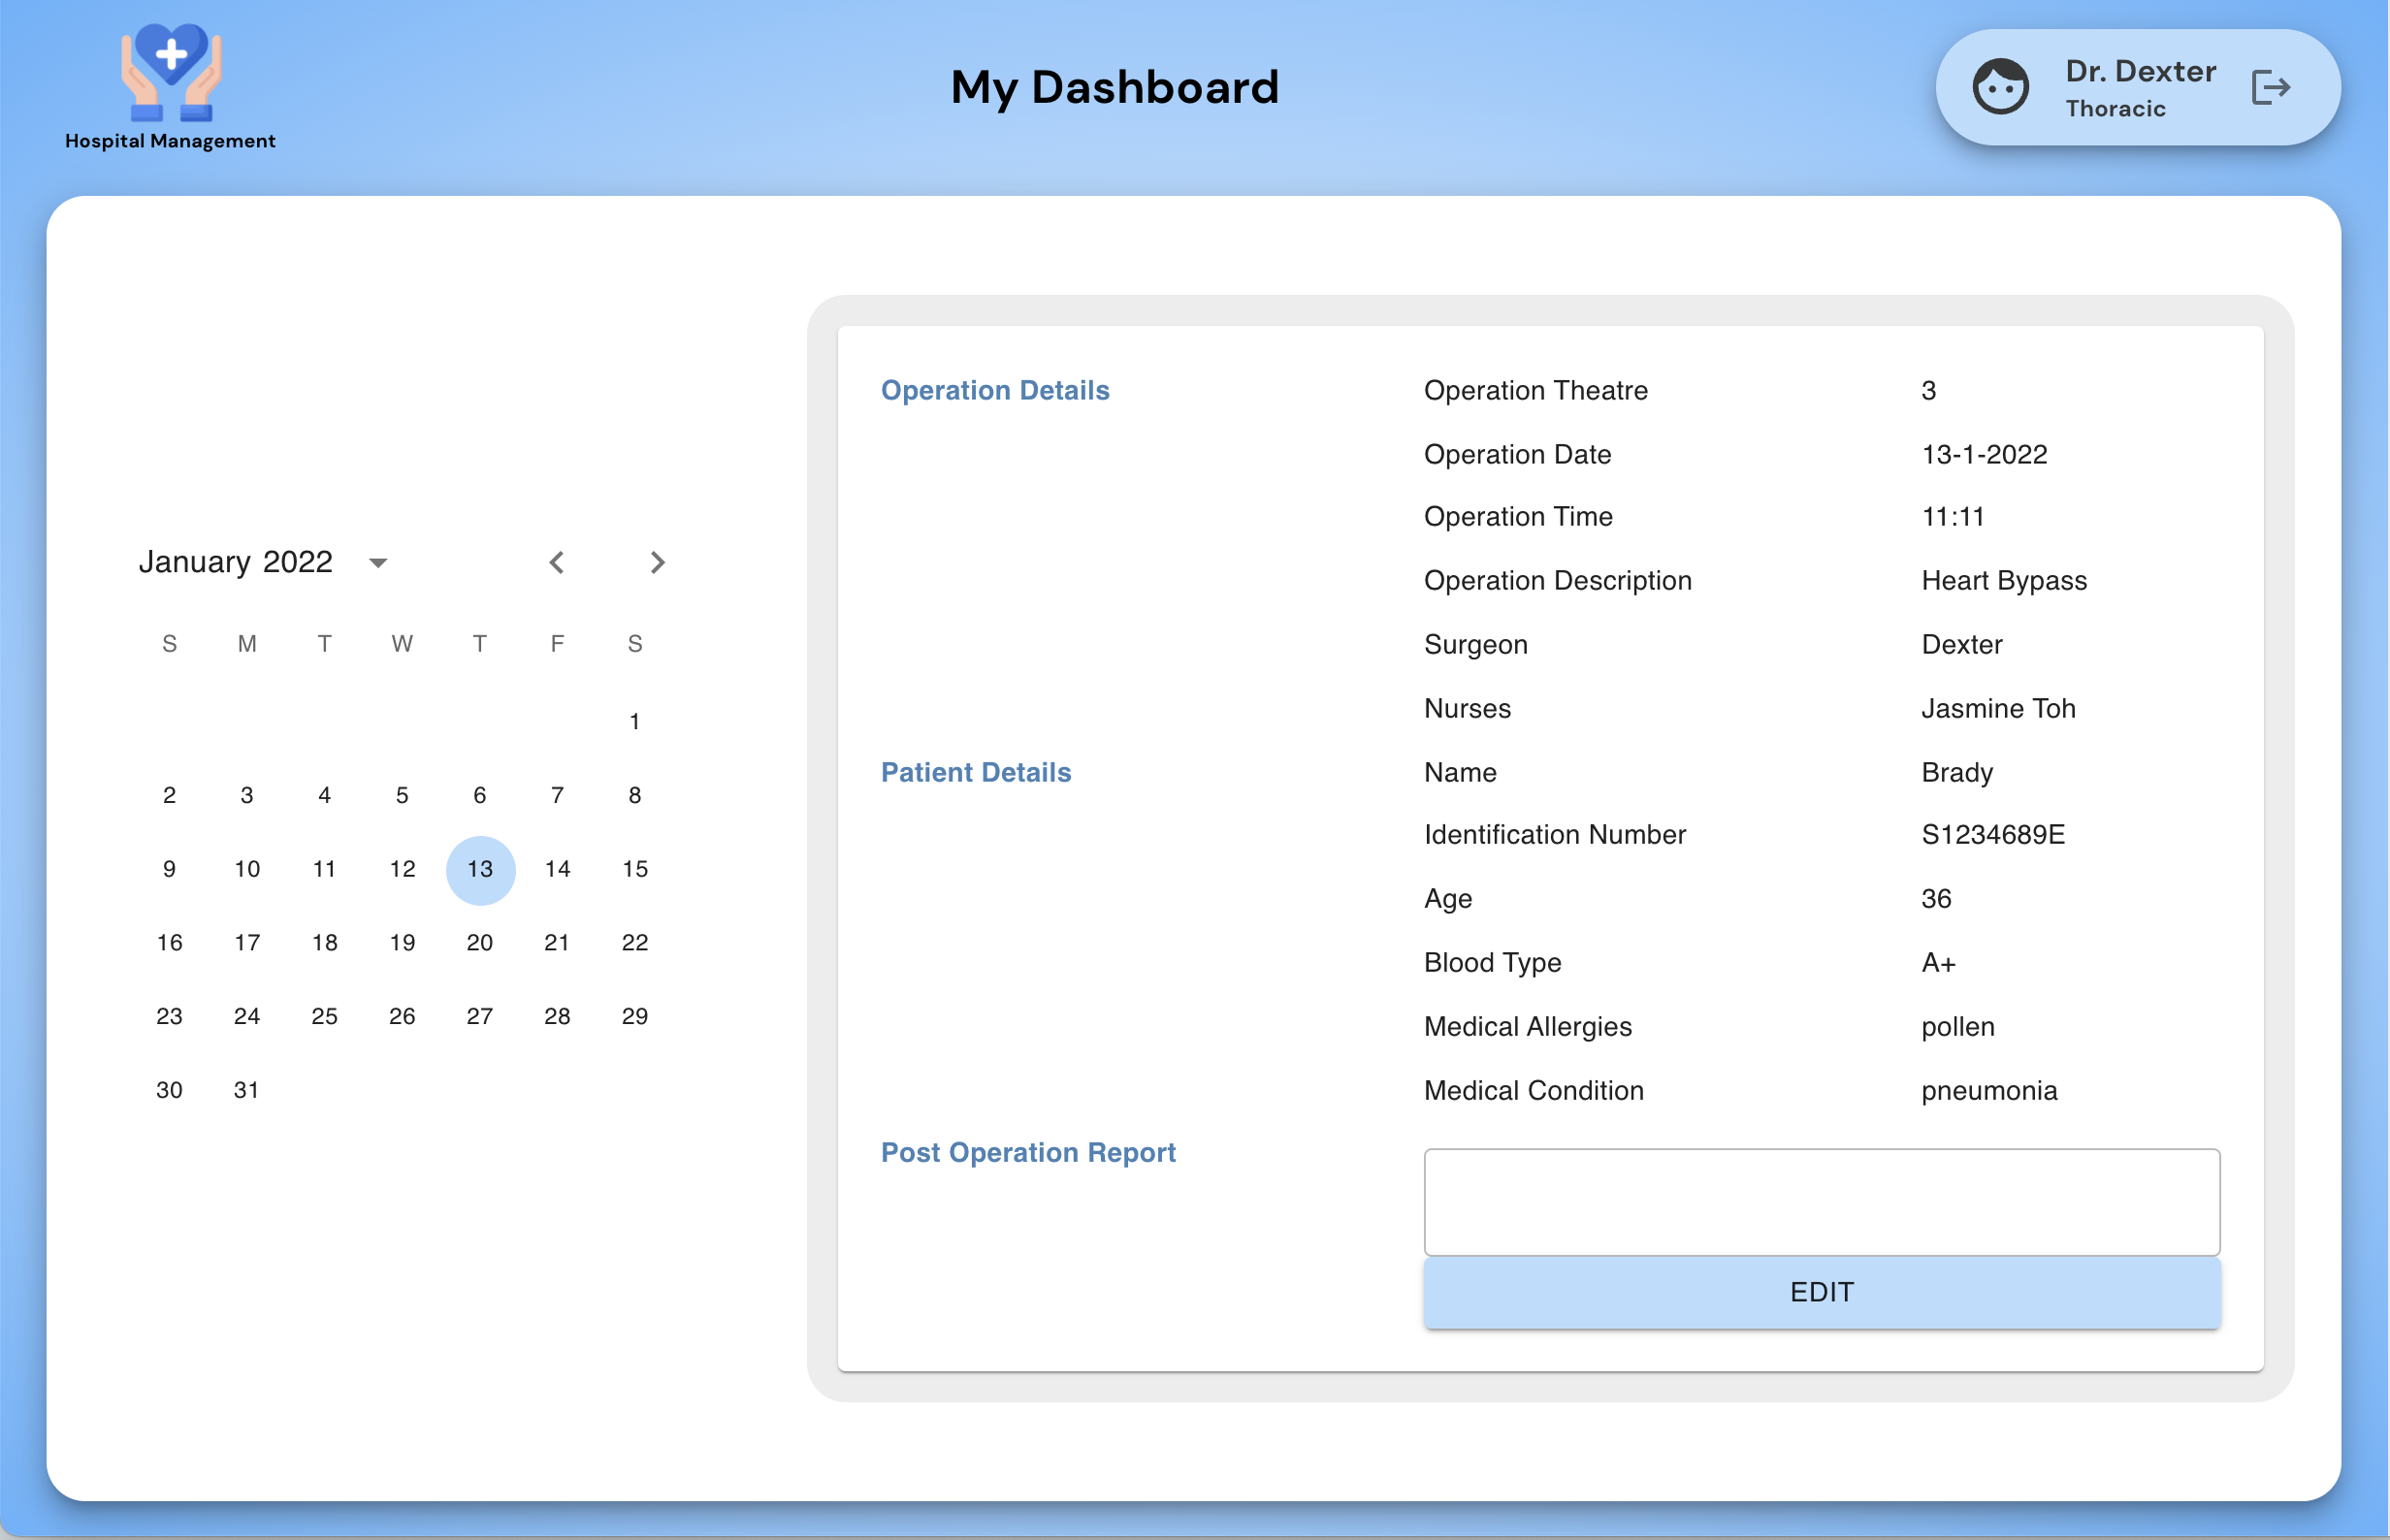 Hospital Management
My Dashboard
Dr. Dexter
Thoracic
January 2022
S M T W T F S
1
2 3 4 5 6 7 8
9 10 11 12 13 14 15
16 17 18 19 20 21 22
23 24 25 26 27 28 29
30 31
Operation Details
Operation Theatre 3
Operation Date 13-1-2022
Operation Time 11:11
Operation Description Heart Bypass
Surgeon Dexter
Nurses Jasmine Toh
Patient Details
Name Brady
Identification Number S1234689E
Age 36
Blood Type A+
Medical Allergies pollen
Medical Condition pneumonia
Post Operation Report
EDIT